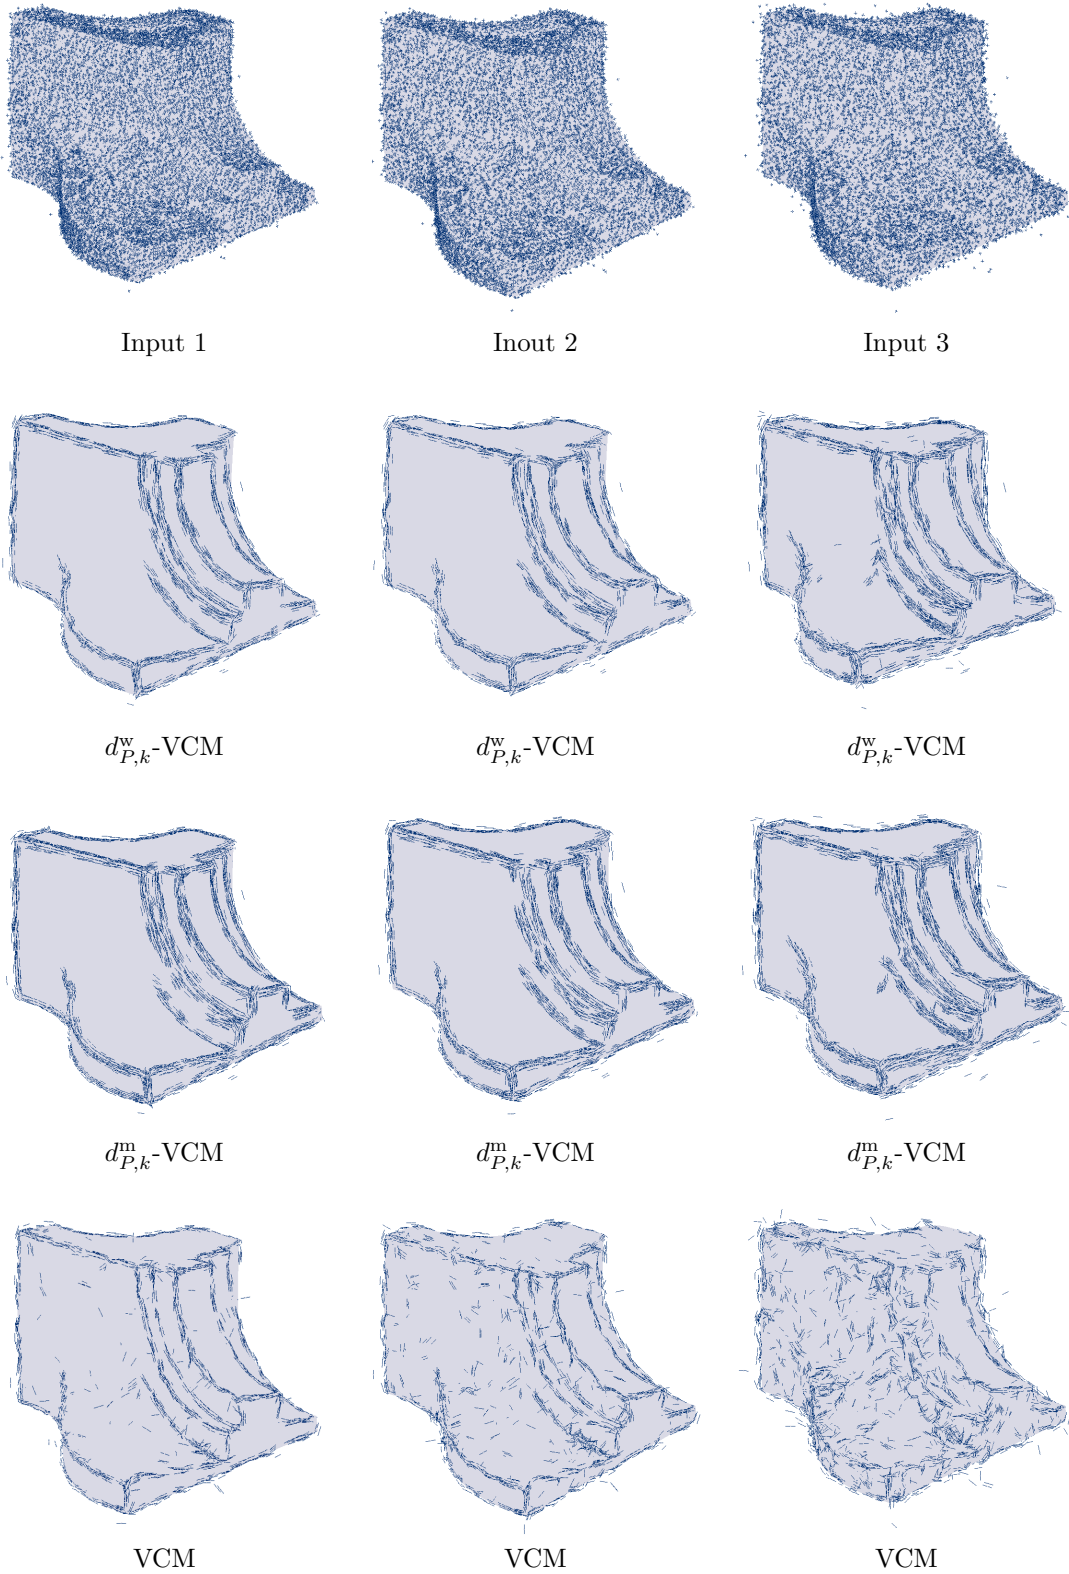 Input 1 Inout 2 Input 3
d^w_{P,k}-VCM d^w_{P,k}-VCM d^w_{P,k}-VCM
d^m_{P,k}-VCM d^m_{P,k}-VCM d^m_{P,k}-VCM
VCM VCM VCM